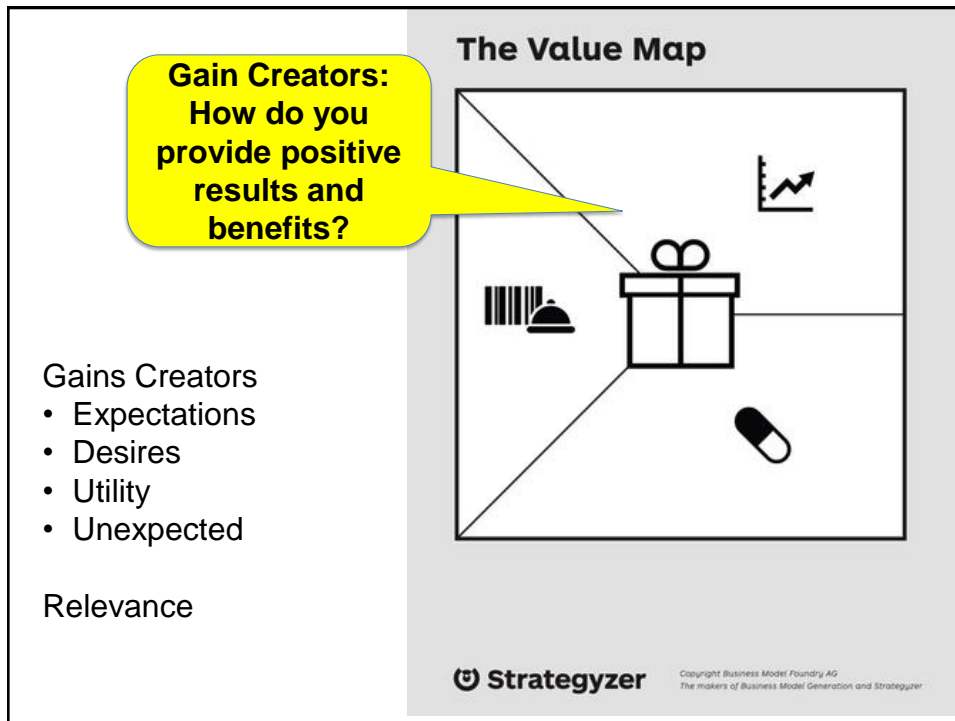 The Value Map
Gain Creators:
How do you
provide positive
results and
benefits?
Gains Creators
• Expectations
• Desires
• Utility
• Unexpected
Relevance
Strategyzer
Copyright Business Model Foundry AG
The makers of Business Model Generation and Strategyzer